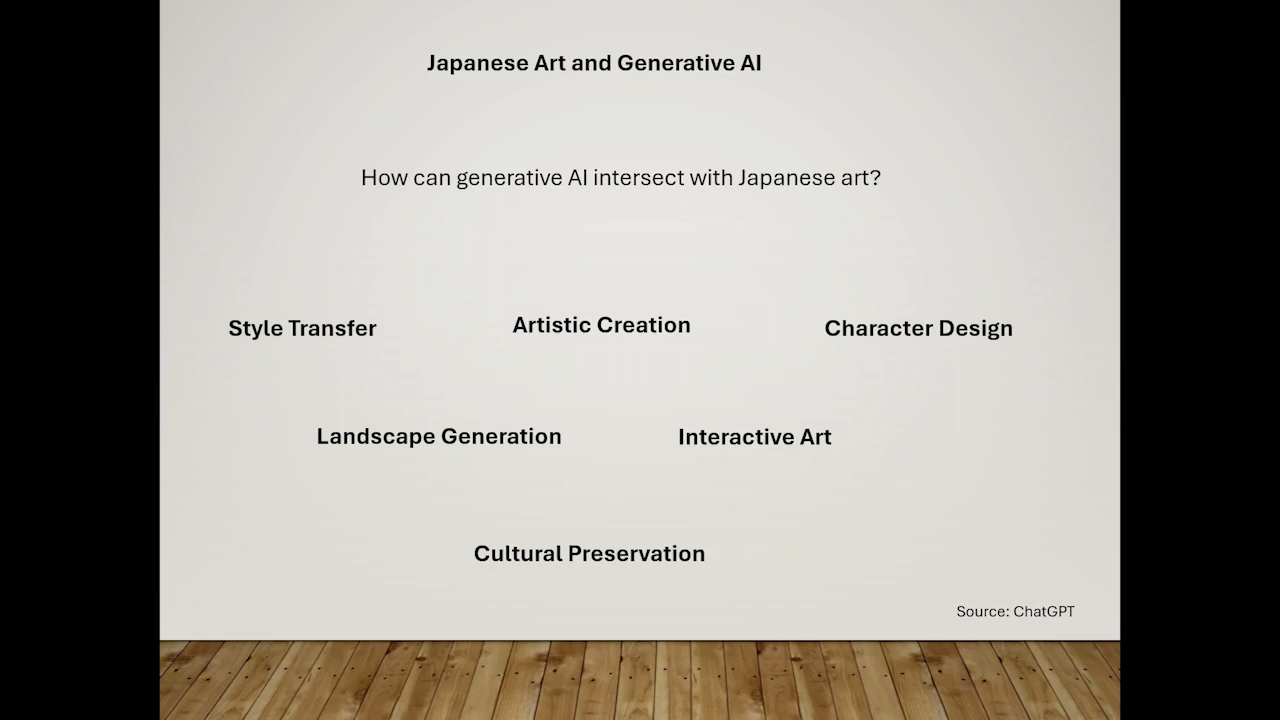 Japanese Art and Generative AI
How can generative AI intersect with Japanese art?
Style Transfer
Artistic Creation
Character Design
Landscape Generation
Interactive Art
Cultural Preservation
Source: ChatGPT